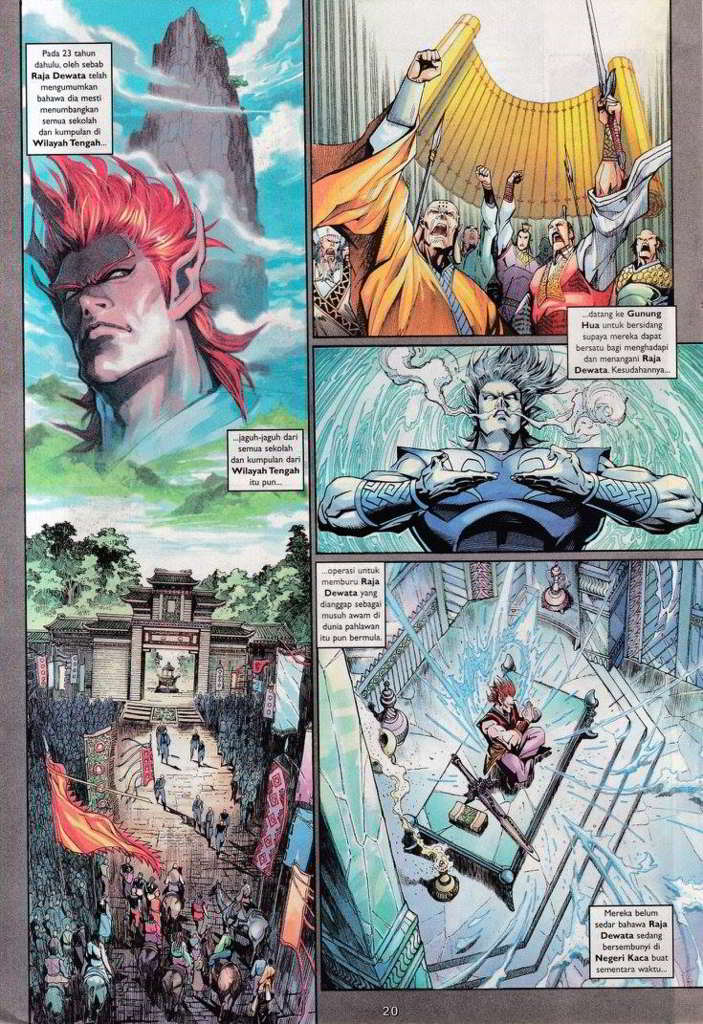 Pada 23 tahun
dahulu, oleh sebab
Raja Dewata telah
mengumumkan
bahawa dia mesti
menumbangkan
semua sekolah
dan kumpulan di
Wilayah Tengah...
...jaguh-jaguh dari
semua sekolah
dan kumpulan dari
Wilayah Tengah
itu pun...
...datang ke Gunung
Hua untuk bersidang
supaya mereka dapat
bersatu bagi menghadapi
dan menangani Raja
Dewata. Kesudahannya...
...operasi untuk
memburu Raja
Dewata yang
dianggap sebagai
musuh awam di
dunia pahlawan
itu pun bermula.
Mereka belum
sedar bahawa Raja
Dewata sedang
bersembunyi di
Negeri Kaca buat
sementara waktu...
20